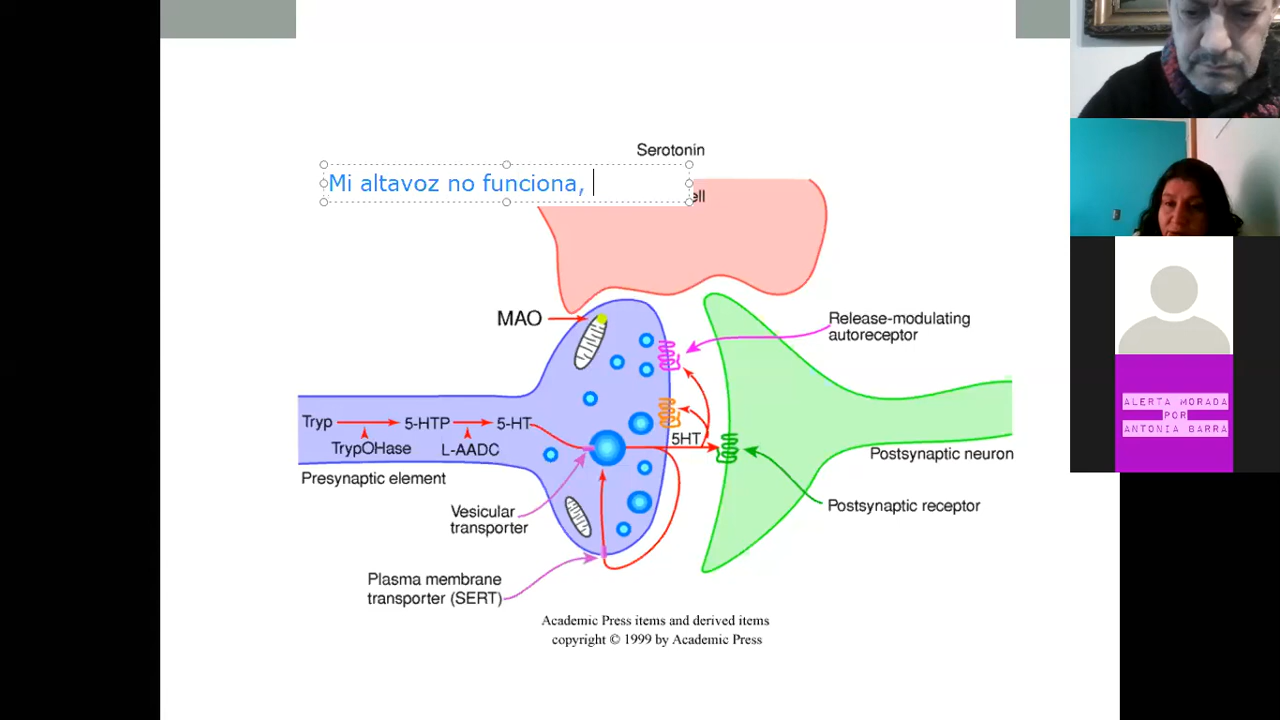 Serotonin
Mi altavoz no funciona,
ell
MAO
Release-modulating
autoreceptor
Tryp
5-HTP
5-HT
TrypOHase
L-AADC
5HT
Presynaptic element
Postsynaptic neuron
Vesicular
transporter
Postsynaptic receptor
Plasma membrane
transporter (SERT)
Academic Press items and derived items
copyright © 1999 by Academic Press
ALERTA MORADA
POR
ANTONIA BARRA